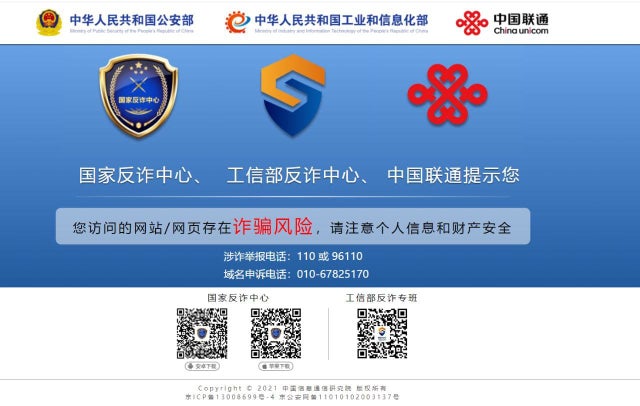 中华人民共和国公安部
Ministry of Public Security of the People's Republic of China
中华人民共和国工业和信息化部
Ministry of Industry and Information Technology of the People's Republic of China
中国联通
China unicom
国家反诈中心
国家反诈中心、 工信部反诈中心、 中国联通提示您
您访问的网站/网页存在诈骗风险，请注意个人信息和财产安全
涉诈举报电话：110 或 96110
域名申诉电话：010-67825170
国家反诈中心
工信部反诈专班
安卓下载
苹果下载
Copyright © 2021 中国信息通信研究院 版权所有
京ICP备13008699号-4 京公安网备11010102003137号